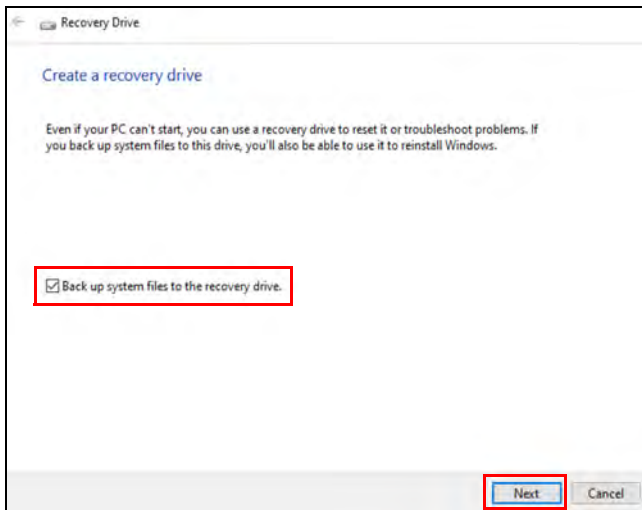 Recovery Drive
Create a recovery drive
Even if your PC can't start, you can use a recovery drive to reset it or troubleshoot problems. If
you back up system files to this drive, you'll also be able to use it to reinstall Windows.
Back up system files to the recovery drive.
Next Cancel